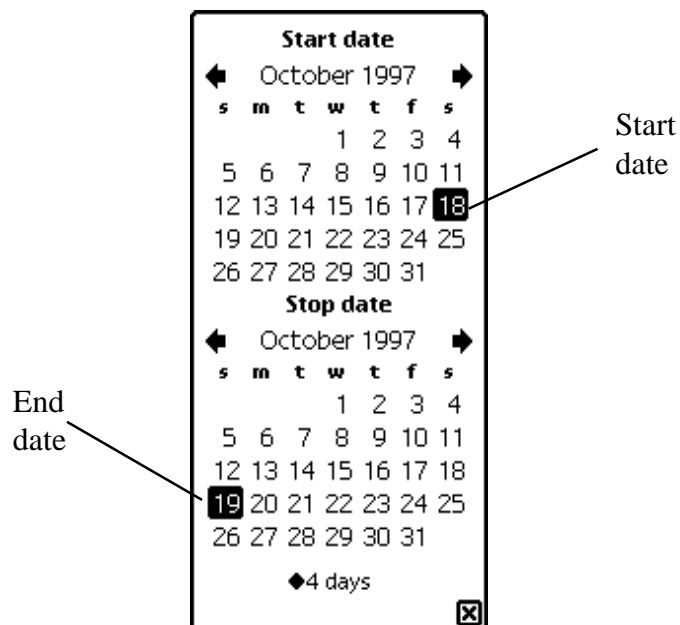 Start date
October 1997
s m t w t f s
1 2 3 4
5 6 7 8 9 10 11
12 13 14 15 16 17 18
19 20 21 22 23 24 25
26 27 28 29 30 31
Start
date
Stop date
October 1997
s m t w t f s
1 2 3 4
5 6 7 8 9 10 11
12 13 14 15 16 17 18
19 20 21 22 23 24 25
26 27 28 29 30 31
End
date
◆4 days